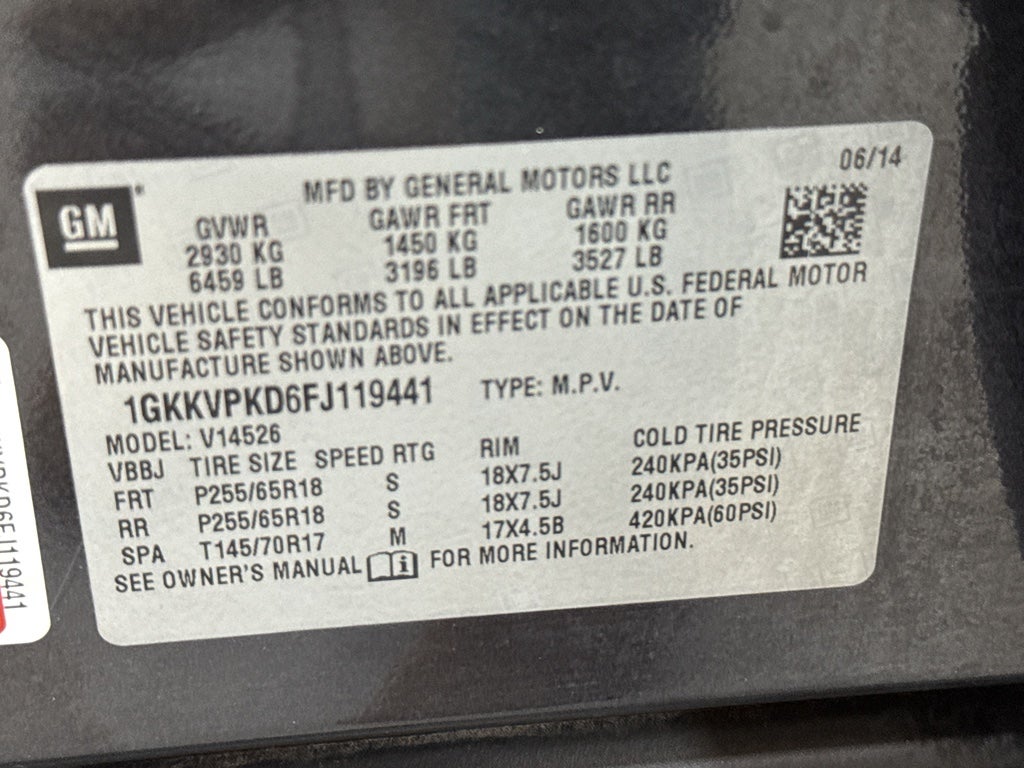 06/14
GM
MFD BY GENERAL MOTORS LLC
GVWR GAWR FRT GAWR RR
2930 KG 1450 KG 1600 KG
6459 LB 3196 LB 3527 LB
THIS VEHICLE CONFORMS TO ALL APPLICABLE U.S. FEDERAL MOTOR
VEHICLE SAFETY STANDARDS IN EFFECT ON THE DATE OF
MANUFACTURE SHOWN ABOVE.
1GKKVPKD6FJ119441 TYPE: M.P.V.
MODEL: V14526
VBBJ TIRE SIZE SPEED RTG RIM COLD TIRE PRESSURE
FRT P255/65R18 S 18X7.5J 240KPA(35PSI)
RR P255/65R18 S 18X7.5J 240KPA(35PSI)
SPA T145/70R17 M 17X4.5B 420KPA(60PSI)
SEE OWNER'S MANUAL FOR MORE INFORMATION.